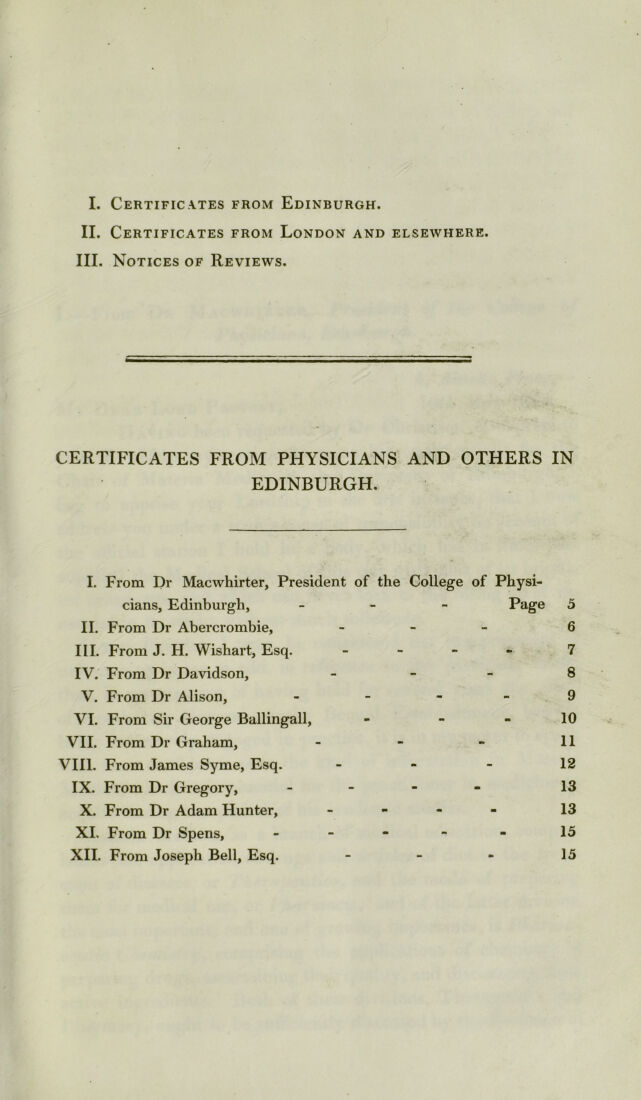 I. Certificates from Edinburgh.
II. Certificates from London and elsewhere.
III. Notices of Reviews.
CERTIFICATES FROM PHYSICIANS AND OTHERS IN
EDINBURGH.
I. From Dr Macwhirter, President of the College of Physi-
cians, Edinburgh, - - - Page 5
II. From Dr Abercrombie, - - - 6
III. From J. H. Wishart, Esq. - - - - 7
IV. From Dr Davidson, - - - 8
V. From Dr Alison, - - - - 9
VI. From Sir George Ballingall, - - - 10
VII. From Dr Graham, - - - 11
VIII. From James Syme, Esq. - - - 12
IX. From Dr Gregory, - - - - 13
X. From Dr Adam Hunter, - - - - 13
XI. From Dr Spens, - - - - - 15
XII. From Joseph Bell, Esq. - - - 15